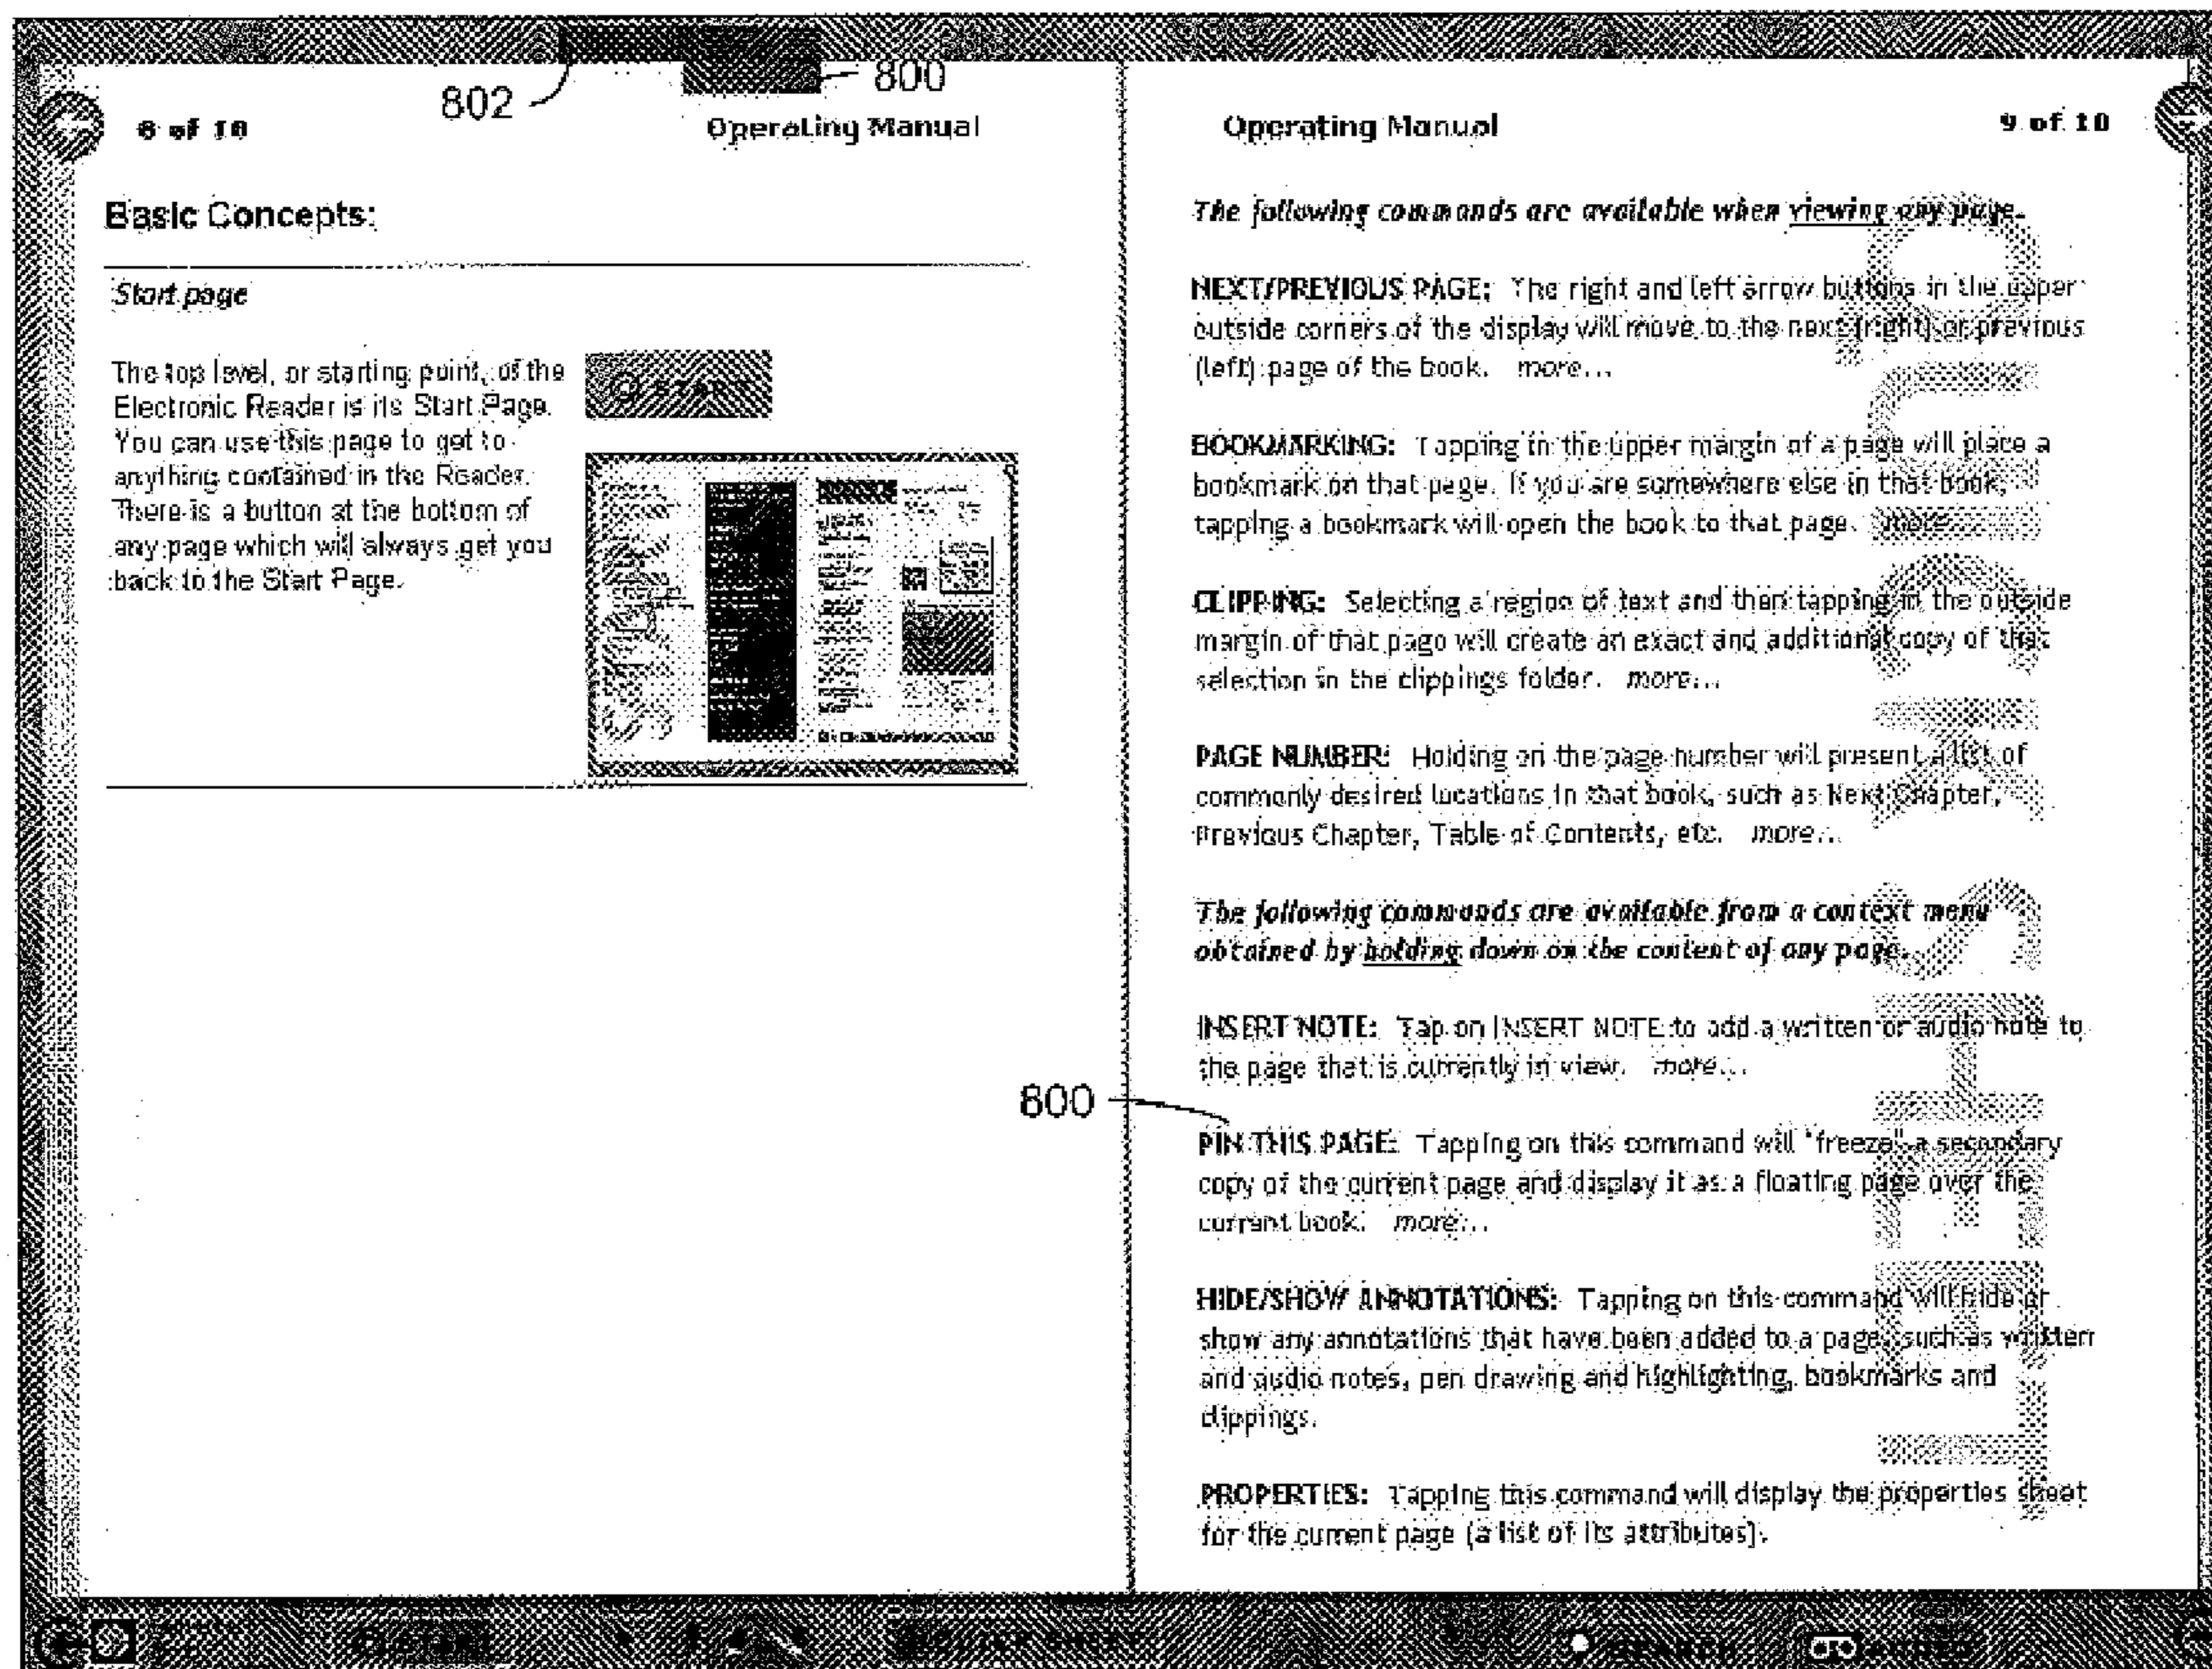 802
800
of 10
Operating Manual
Basic Concepts:
Start page
The top level, or starting point, of the
Electronic Reader is its Start Page.
You can use this page to get to
anything contained in the Reader.
There is a button at the bottom of
any page which will always get you
back to the Start Page.
START
START
Operating Manual
9 of 10
The following commands are available when viewing any page.
NEXT/PREVIOUS PAGE: The right and left arrow buttons in the upper
outside corners of the display will move to the next (right) or previous
(left) page of the book. more...
BOOKMARKING: Tapping in the upper margin of a page will place a
bookmark on that page. If you are somewhere else in that book,
tapping a bookmark will open the book to that page. more...
CLIPPING: Selecting a region of text and then tapping in the outside
margin of that page will create an exact and additional copy of that
selection in the clippings folder. more...
PAGE NUMBER: Holding on the page number will present a list of
commonly desired locations in that book, such as Next Chapter,
Previous Chapter, Table of Contents, etc. more...
The following commands are available from a context menu
obtained by holding down on the content of any page.
INSERT NOTE: Tap on INSERT NOTE to add a written or audio note to
the page that is currently in view. more...
800
PIN THIS PAGE: Tapping on this command will "freeze" a secondary
copy of the current page and display it as a floating page over the
current book. more...
HIDE/SHOW ANNOTATIONS: Tapping on this command will hide or
show any annotations that have been added to a page, such as written
and audio notes, pen drawing and highlighting, bookmarks and
clippings.
PROPERTIES: Tapping this command will display the properties sheet
for the current page (a list of its attributes).
START
QUICK SHEET
SEARCH
AUDIO